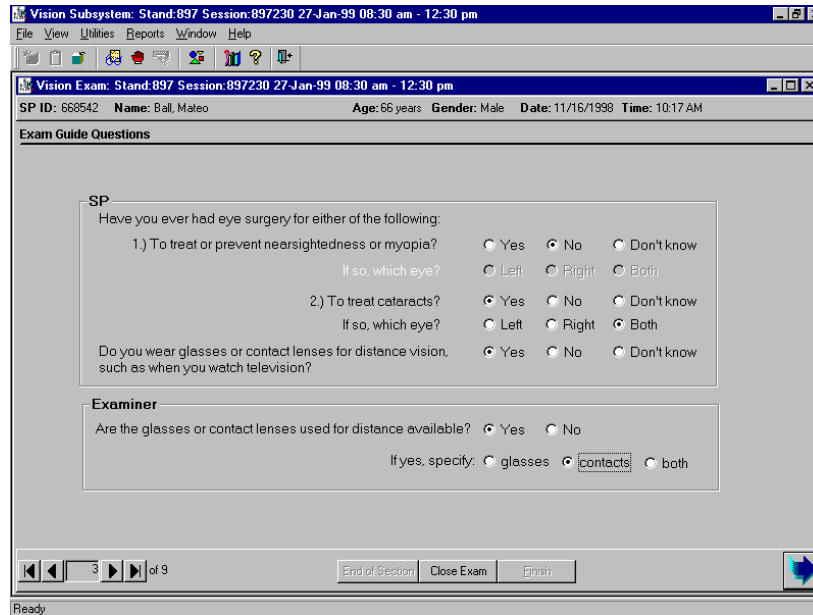 Vision Subsystem: Stand:897 Session:897230 27-Jan-99 08:30 am - 12:30 pm
File View Utilities Reports Window Help
Vision Exam: Stand:897 Session:897230 27-Jan-99 08:30 am - 12:30 pm
SP ID: 668542 Name: Ball, Mateo Age: 66 years Gender: Male Date: 11/16/1998 Time: 10:17 AM
Exam Guide Questions
SP
Have you ever had eye surgery for either of the following:
1.) To treat or prevent nearsightedness or myopia? Yes No Don't know
If so, which eye? Left Right Both
2.) To treat cataracts? Yes No Don't know
If so, which eye? Left Right Both
Do you wear glasses or contact lenses for distance vision, Yes No Don't know
such as when you watch television?
Examiner
Are the glasses or contact lenses used for distance available? Yes No
If yes, specify: glasses contacts both
3 of 9 End of Section Close Exam Finish
Ready